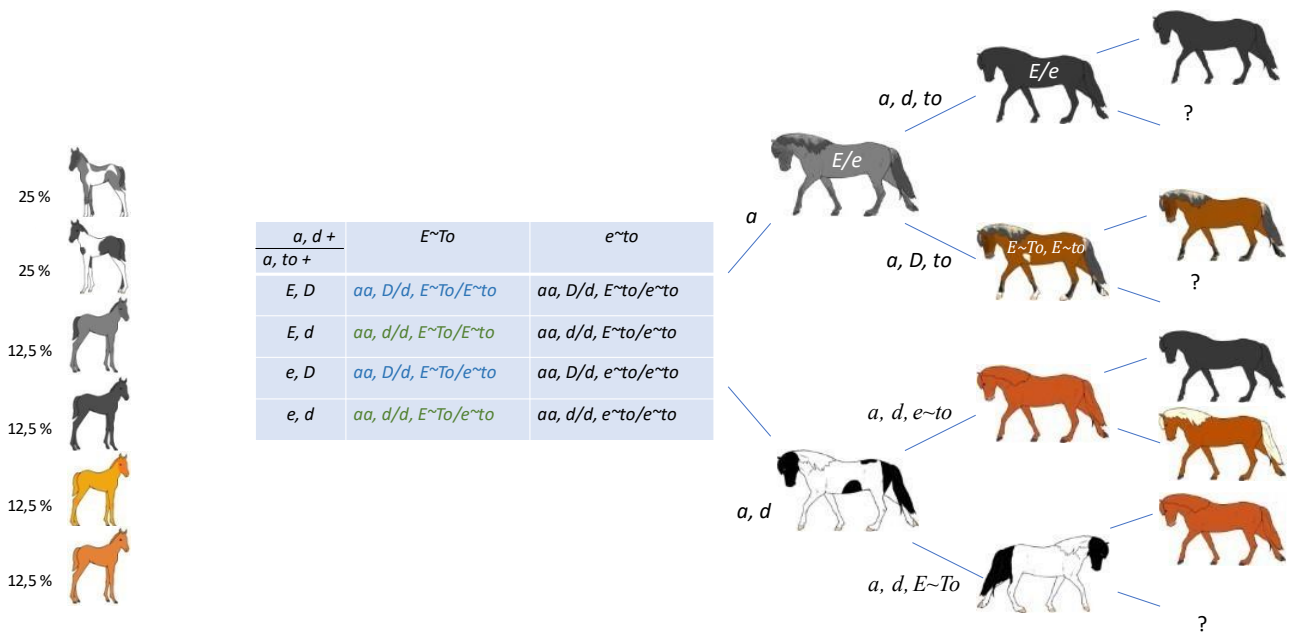 25 %
25 %
12,5 %
12,5 %
12,5 %
12,5 %
a, d +
a, to +
E~To
e~to
E, D
aa, D/d, E~To/E~to
aa, D/d, E~to/e~to
E, d
aa, d/d, E~To/E~to
aa, d/d, E~to/e~to
e, D
aa, D/d, E~To/e~to
aa, D/d, e~to/e~to
e, d
aa, d/d, E~To/e~to
aa, d/d, e~to/e~to
a
E/e
a, d
a, d, to
E/e
a, D, to
E~To, E~to
a, d, e~to
a, d, E~To
?
?
?